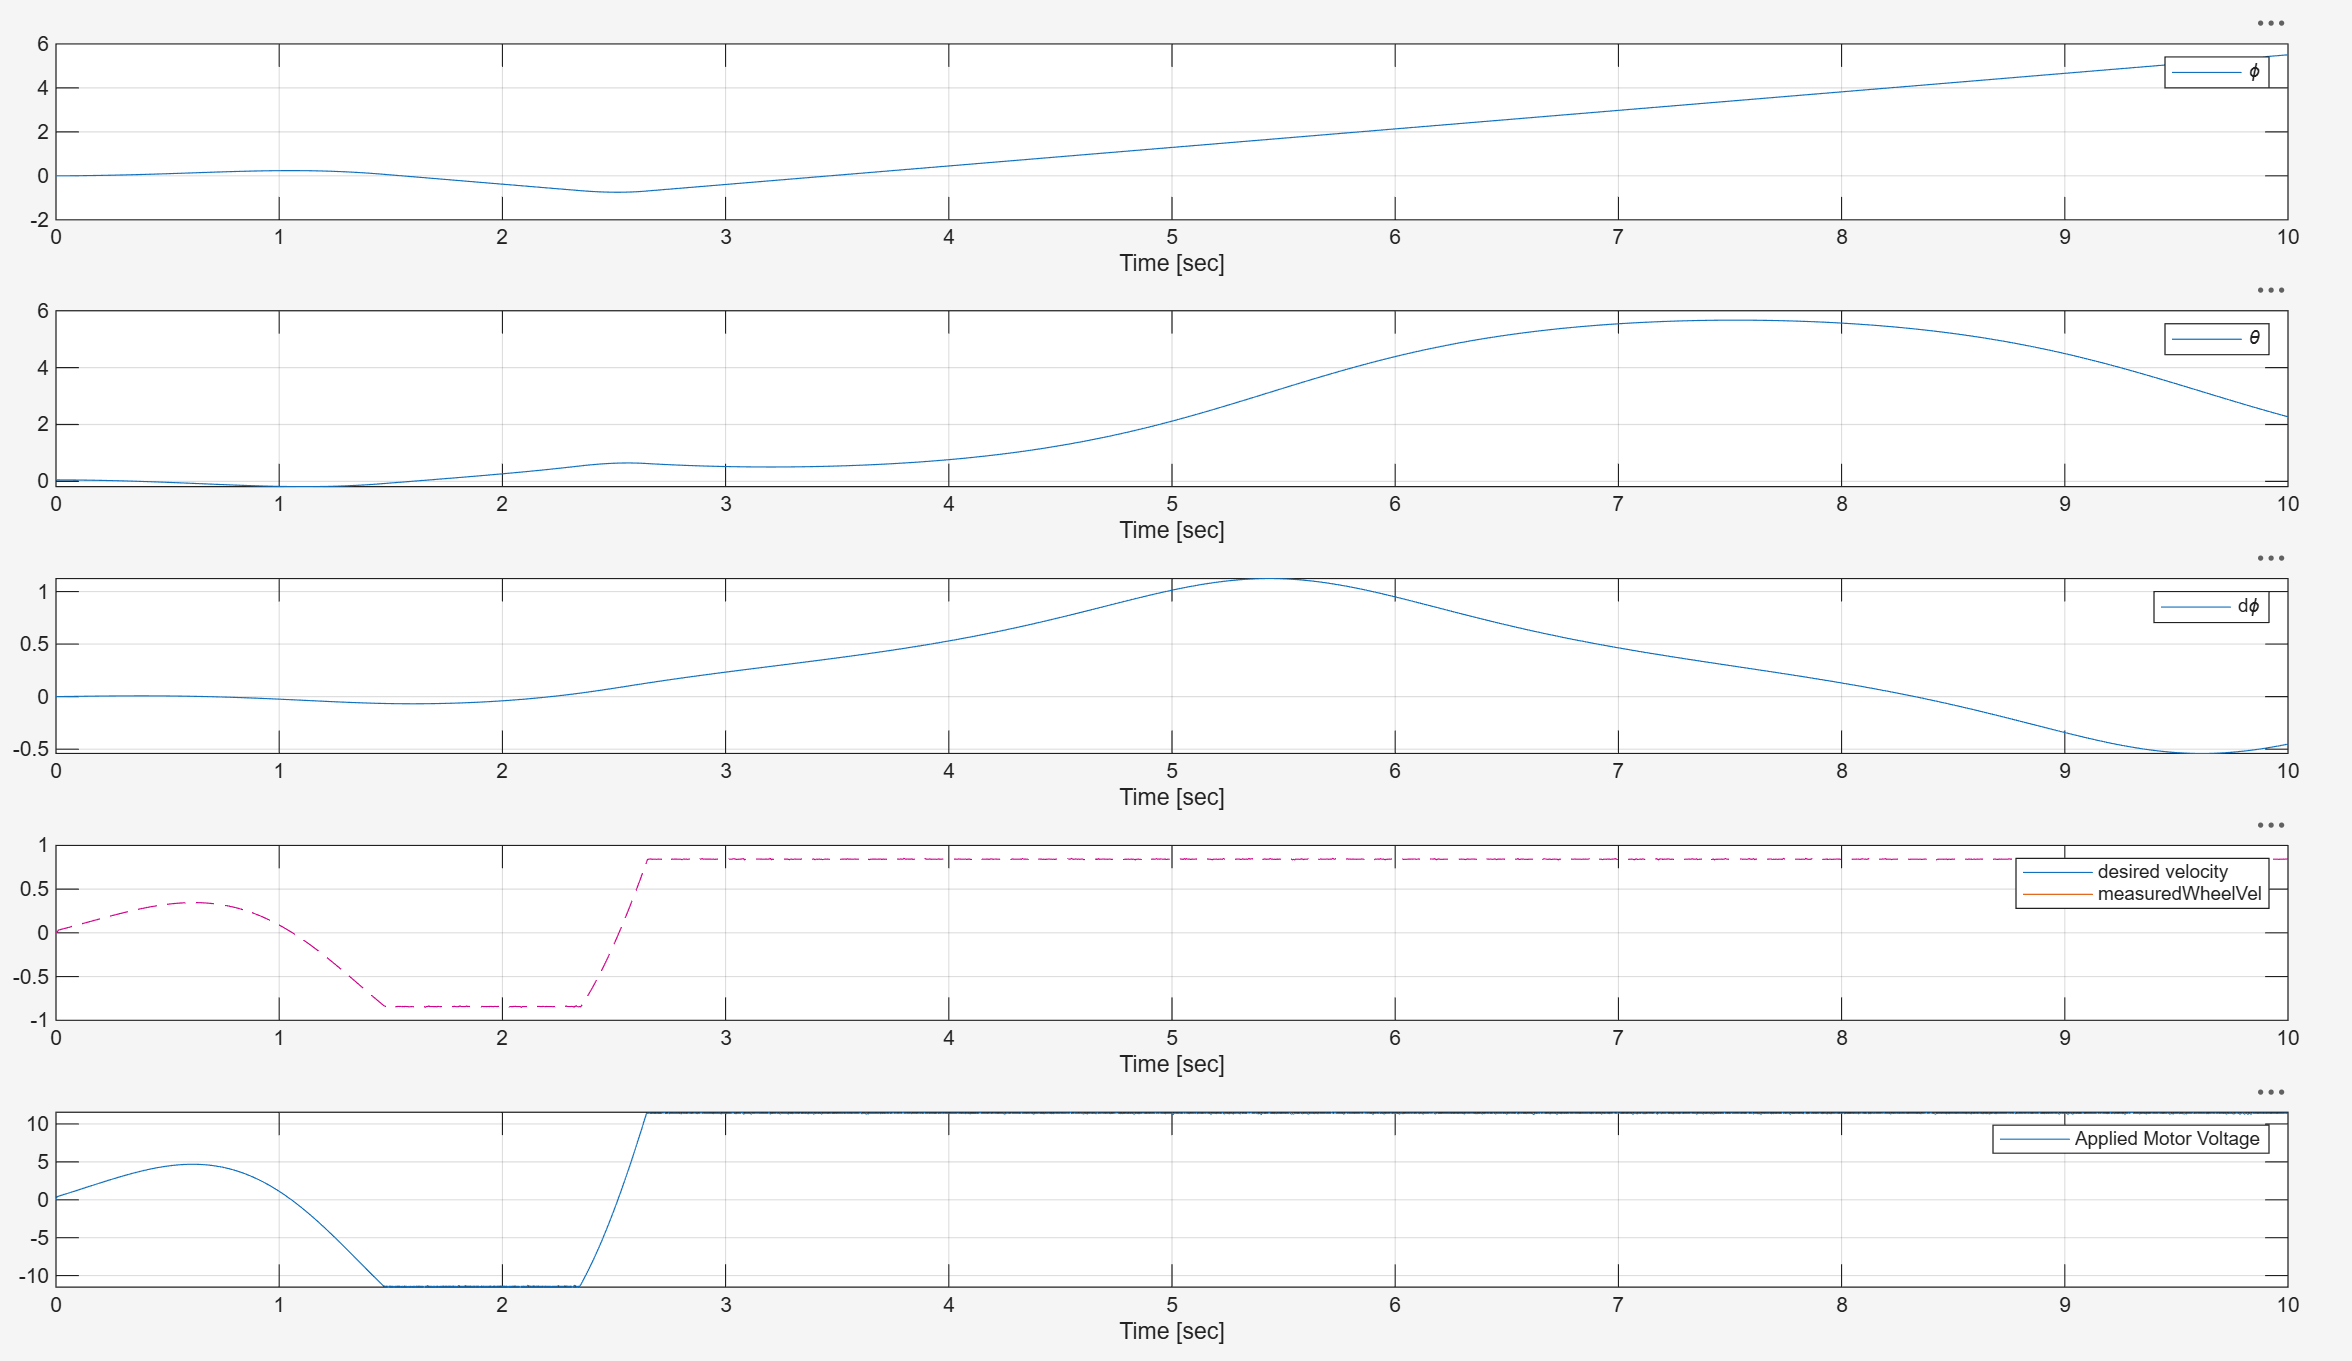 6
4
2
0
-2
ϕ
0 1 2 3 4 5 6 7 8 9 10
Time [sec]
6
4
2
0
θ
0 1 2 3 4 5 6 7 8 9 10
Time [sec]
1
0.5
0
-0.5
dϕ
0 1 2 3 4 5 6 7 8 9 10
Time [sec]
1
0.5
0
-0.5
-1
desired velocity
measuredWheelVel
0 1 2 3 4 5 6 7 8 9 10
Time [sec]
10
5
0
-5
-10
Applied Motor Voltage
0 1 2 3 4 5 6 7 8 9 10
Time [sec]